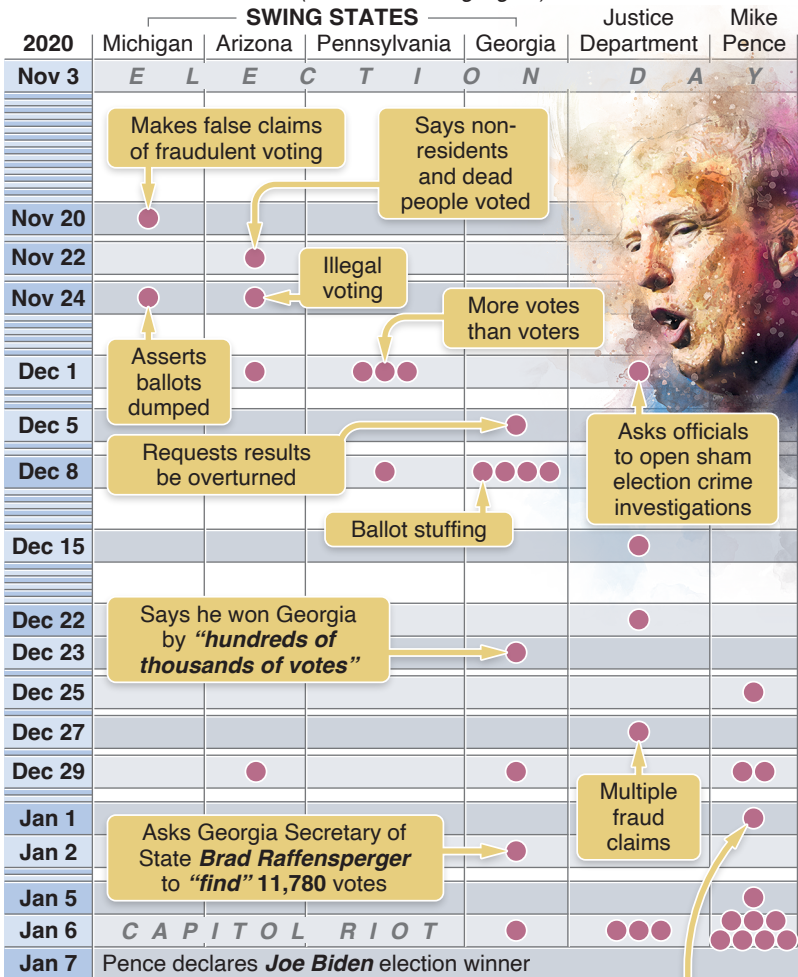 SWING STATES
Justice Department
Mike Pence
2020
Michigan
Arizona
Pennsylvania
Georgia
Nov 3
ELECTION DAY
Makes false claims
of fraudulent voting
Says non-
residents
and dead
people voted
Nov 20
Nov 22
Illegal
voting
Nov 24
More votes
than voters
Asserts
ballots
dumped
Dec 1
Dec 5
Asks officials
to open sham
election crime
investigations
Requests results
be overturned
Dec 8
Ballot stuffing
Dec 15
Says he won Georgia
by "hundreds of
thousands of votes"
Dec 22
Dec 23
Dec 25
Dec 27
Dec 29
Multiple
fraud
claims
Jan 1
Asks Georgia Secretary of
State Brad Raffensperger
to "find" 11,780 votes
Jan 2
Jan 5
Jan 6
CAPITOL RIOT
Jan 7
Pence declares Joe Biden election winner